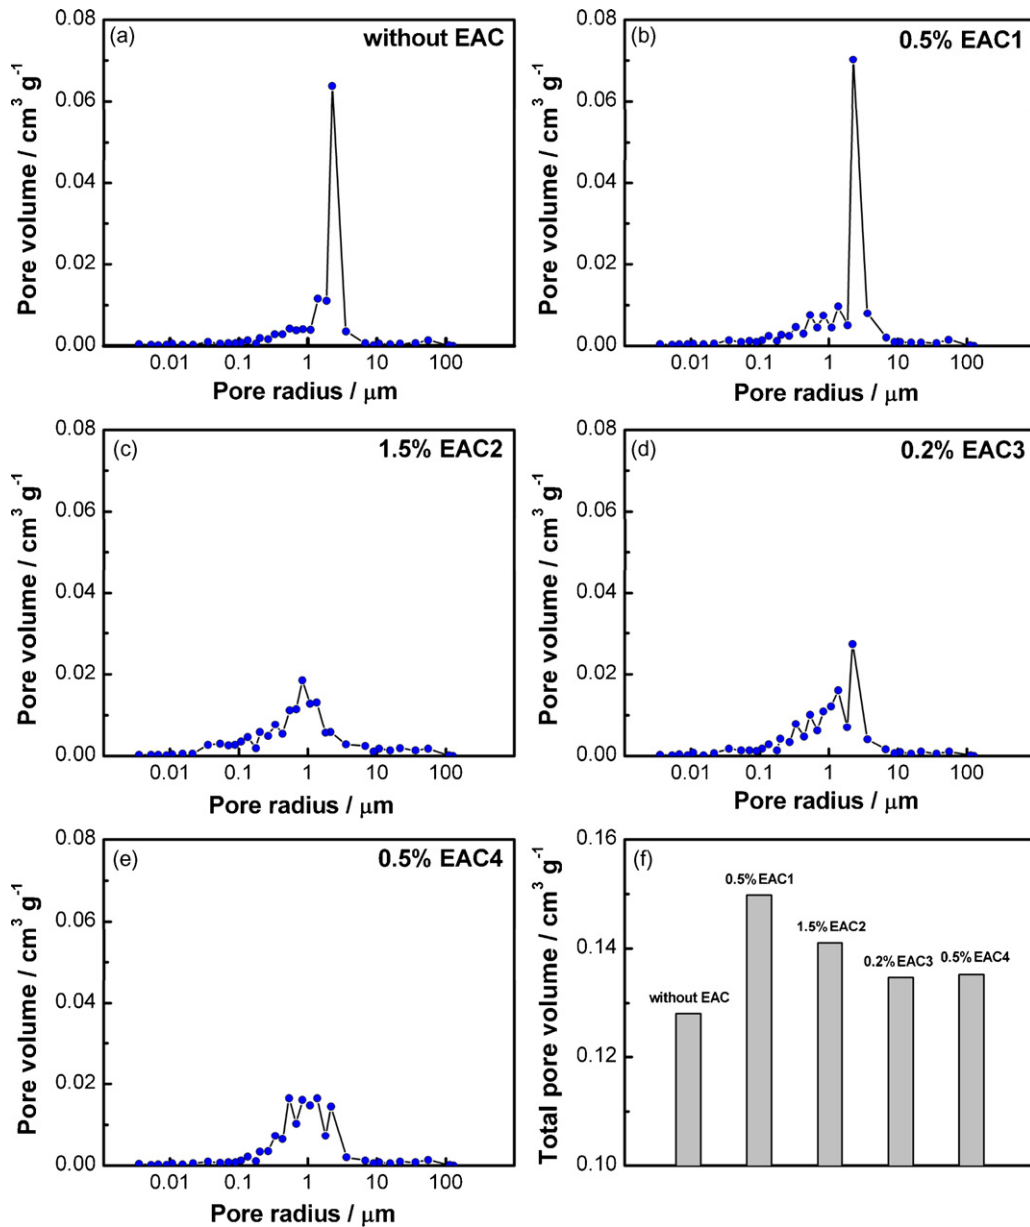 (a)
without EAC
0.08
0.06
0.04
0.02
0.00
Pore volume / cm³ g⁻¹
0.01 0.1 1 10 100
Pore radius / μm
(b)
0.5% EAC1
0.08
0.06
0.04
0.02
0.00
Pore volume / cm³ g⁻¹
0.01 0.1 1 10 100
Pore radius / μm
(c)
1.5% EAC2
0.08
0.06
0.04
0.02
0.00
Pore volume / cm³ g⁻¹
0.01 0.1 1 10 100
Pore radius / μm
(d)
0.2% EAC3
0.08
0.06
0.04
0.02
0.00
Pore volume / cm³ g⁻¹
0.01 0.1 1 10 100
Pore radius / μm
(e)
0.5% EAC4
0.08
0.06
0.04
0.02
0.00
Pore volume / cm³ g⁻¹
0.01 0.1 1 10 100
Pore radius / μm
(f)
0.16
0.14
0.12
0.10
Total pore volume / cm³ g⁻¹
without EAC
0.5% EAC1
1.5% EAC2
0.2% EAC3
0.5% EAC4